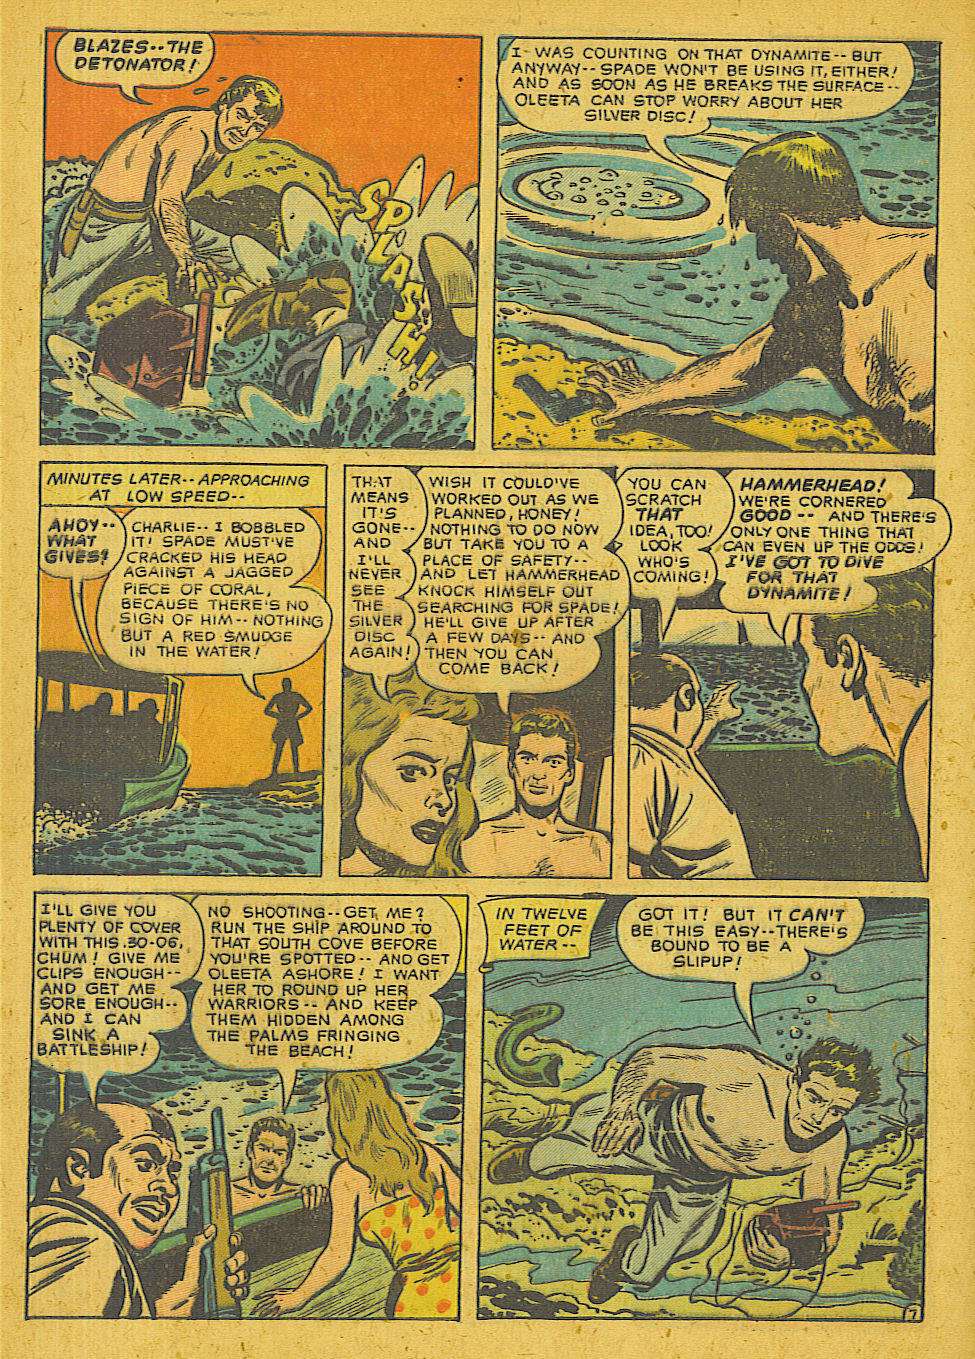 BLAZES--THE
DETONATOR!
SPLASH!
I WAS COUNTING ON THAT DYNAMITE-- BUT
ANYWAY-- SPADE WON'T BE USING IT, EITHER!
AND AS SOON AS HE BREAKS THE SURFACE--
OLEETA CAN STOP WORRY ABOUT HER
SILVER DISC!
MINUTES LATER-- APPROACHING
AT LOW SPEED--
AHOY--
WHAT
GIVES?
CHARLIE-- I BOBBLED
IT! SPADE MUST'VE
CRACKED HIS HEAD
AGAINST A JAGGED
PIECE OF CORAL,
BECAUSE THERE'S NO
SIGN OF HIM-- NOTHING
BUT A RED SMUDGE
IN THE WATER!
THAT
MEANS
IT'S
GONE--
AND
I'LL
NEVER
SEE
THE
SILVER
DISC
AGAIN!
WISH IT COULD'VE
WORKED OUT AS WE
PLANNED, HONEY!
NOTHING TO DO NOW
BUT TAKE YOU TO A
PLACE OF SAFETY--
AND LET HAMMERHEAD
KNOCK HIMSELF OUT
SEARCHING FOR SPADE!
HE'LL GIVE UP AFTER
A FEW DAYS-- AND
THEN YOU CAN
COME BACK!
YOU CAN
SCRATCH
THAT
IDEA, TOO!
LOOK
WHO'S
COMING!
HAMMERHEAD!
WE'RE CORNERED
GOOD-- AND THERE'S
ONLY ONE THING THAT
CAN EVEN UP THE ODDS!
I'VE GOT TO DIVE
FOR THAT
DYNAMITE!
I'LL GIVE YOU
PLENTY OF COVER
WITH THIS .30-06,
CHUM! GIVE ME
CLIPS ENOUGH--
AND GET ME
SORE ENOUGH--
AND I CAN
SINK A
BATTLESHIP!
NO SHOOTING-- GET ME?
RUN THE SHIP AROUND TO
THAT SOUTH COVE BEFORE
YOU'RE SPOTTED-- AND GET
OLEETA ASHORE! I WANT
HER TO ROUND UP HER
WARRIORS-- AND KEEP
THEM HIDDEN AMONG
THE PALMS FRINGING
THE BEACH!
IN TWELVE
FEET OF
WATER--
GOT IT! BUT IT CAN'T
BE THIS EASY--THERE'S
BOUND TO BE A
SLIPUP!
7